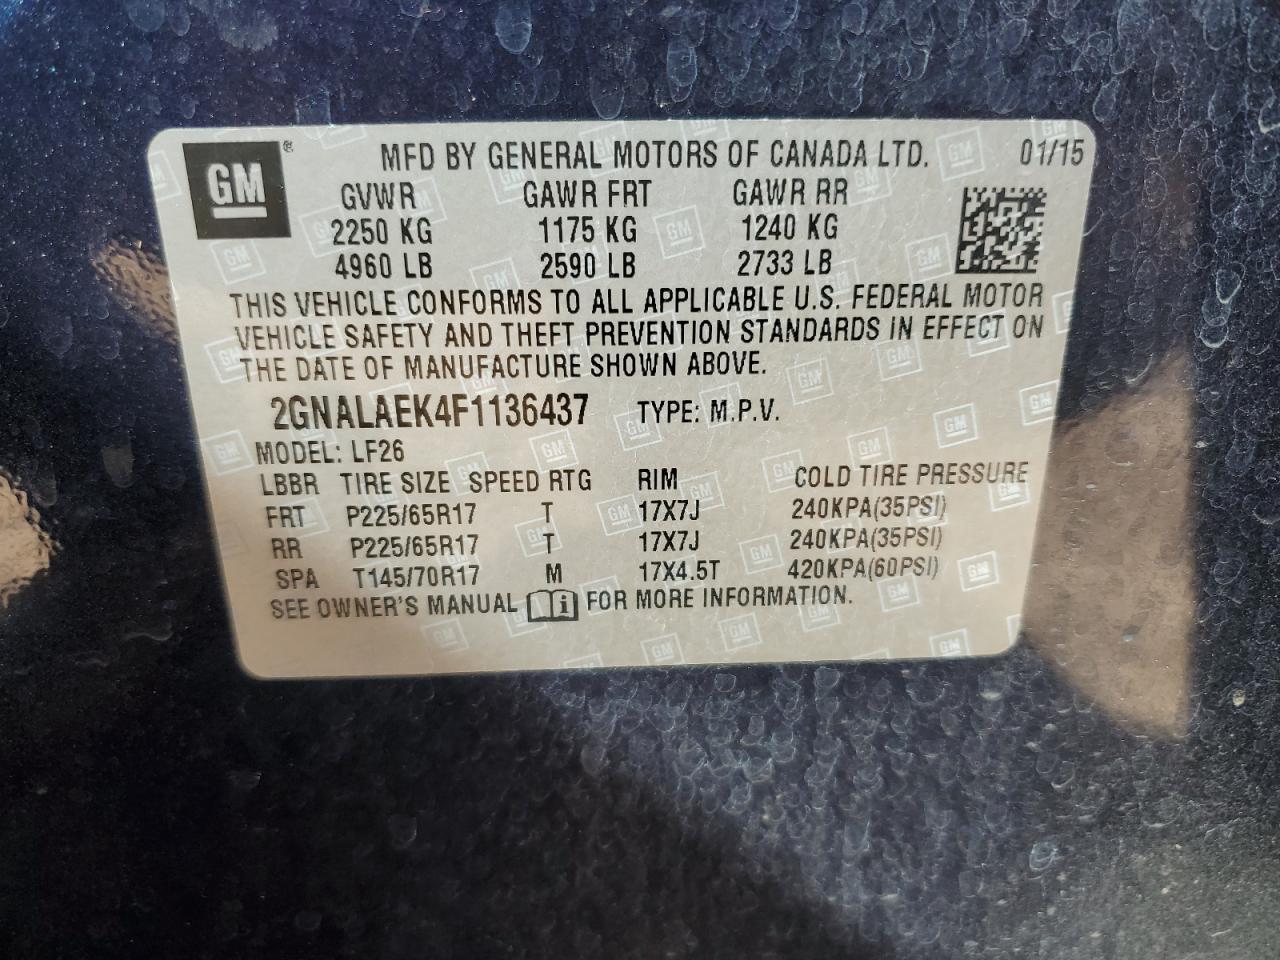 GM ® MFD BY GENERAL MOTORS OF CANADA LTD. 01/15
GVWR GAWR FRT GAWR RR
2250 KG 1175 KG 1240 KG
4960 LB 2590 LB 2733 LB
THIS VEHICLE CONFORMS TO ALL APPLICABLE U.S. FEDERAL MOTOR
VEHICLE SAFETY AND THEFT PREVENTION STANDARDS IN EFFECT ON
THE DATE OF MANUFACTURE SHOWN ABOVE.
2GNALAEK4F1136437 TYPE: M.P.V.
MODEL: LF26
LBBR TIRE SIZE SPEED RTG RIM COLD TIRE PRESSURE
FRT P225/65R17 T 17X7J 240KPA(35PSI)
RR P225/65R17 T 17X7J 240KPA(35PSI)
SPA T145/70R17 M 17X4.5T 420KPA(60PSI)
SEE OWNER'S MANUAL i FOR MORE INFORMATION.